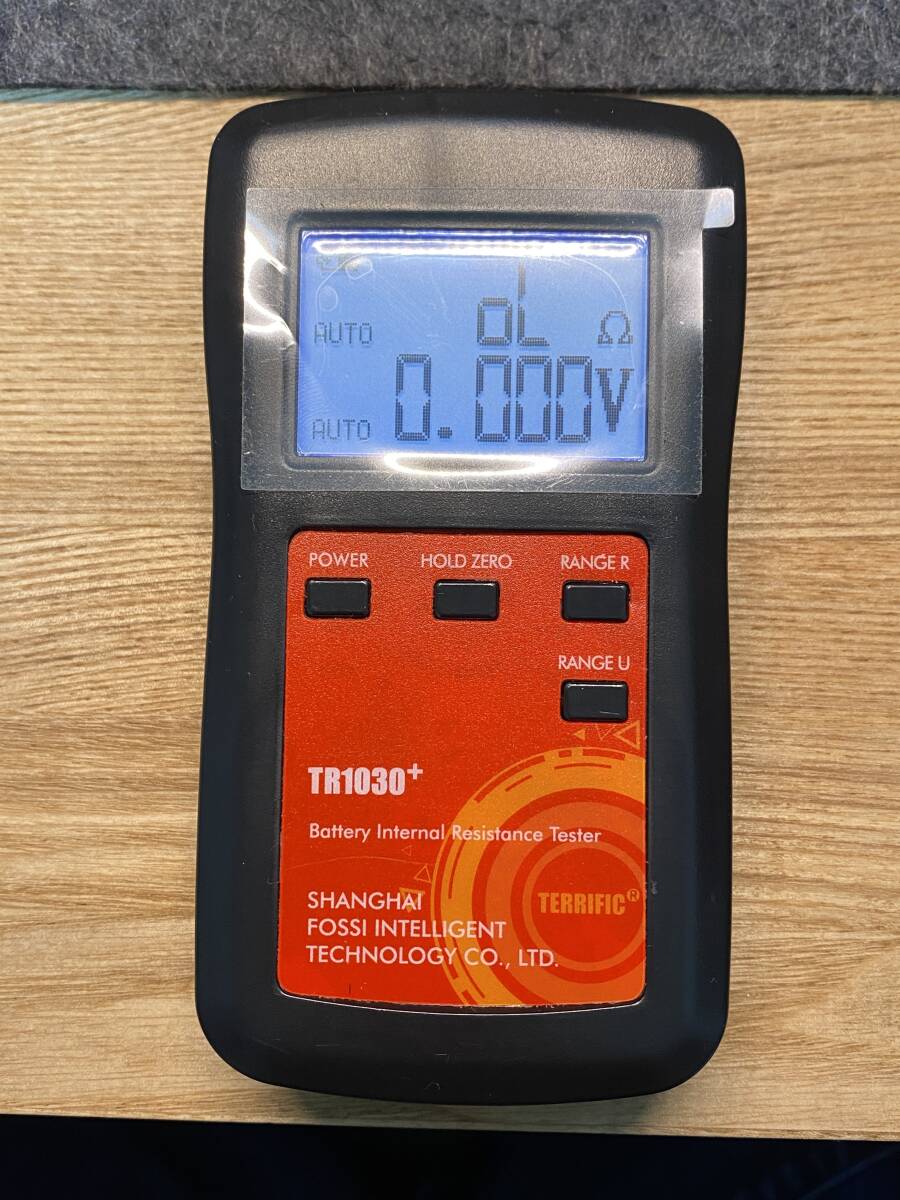 AUTO oL Ω
AUTO 0.000V
POWER HOLD ZERO RANGE R
RANGE U
TR1030+
Battery Internal Resistance Tester
TERRIFIC®
SHANGHAI
FOSSI INTELLIGENT
TECHNOLOGY CO., LTD.